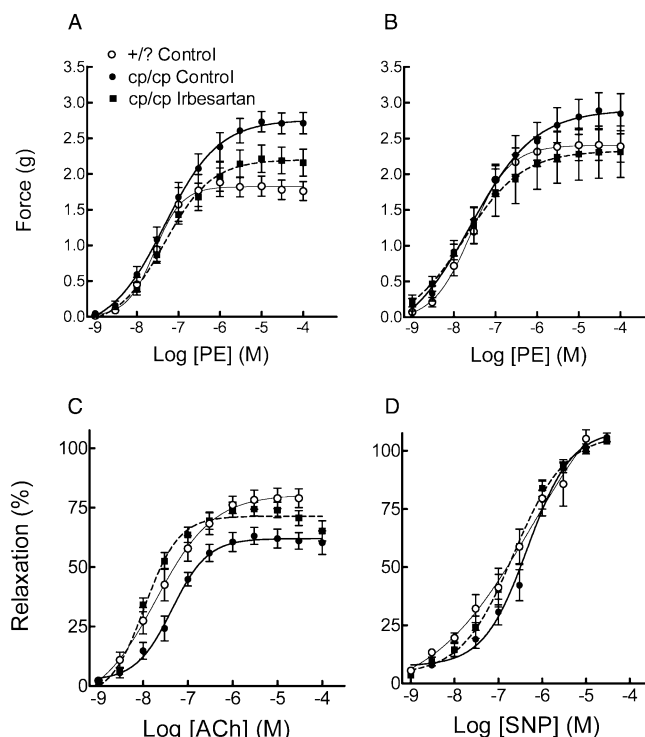 A
B
+/? Control
cp/cp Control
cp/cp Irbesartan
3.5
3.0
2.5
2.0
1.5
1.0
0.5
0.0
Force (g)
-9 -8 -7 -6 -5 -4 -3
Log [PE] (M)
3.5
3.0
2.5
2.0
1.5
1.0
0.5
0.0
-9 -8 -7 -6 -5 -4
Log [PE] (M)
C
D
100
75
50
25
0
Relaxation (%)
-9 -8 -7 -6 -5 -4
Log [ACh] (M)
100
75
50
25
0
-9 -8 -7 -6 -5 -4
Log [SNP] (M)